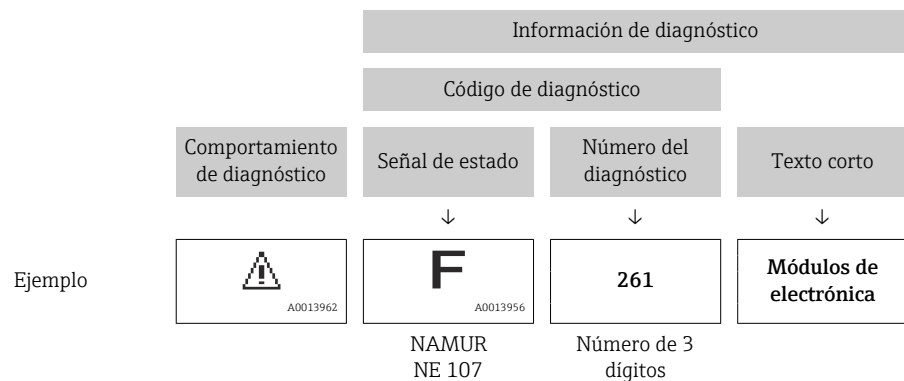 Información de diagnóstico
Código de diagnóstico
Comportamiento
de diagnóstico
Señal de estado
Número del
diagnóstico
Texto corto
↓ ↓ ↓
Ejemplo
A0013962
F
A0013956
261
Módulos de
electrónica
NAMUR
NE 107
Número de 3
dígitos